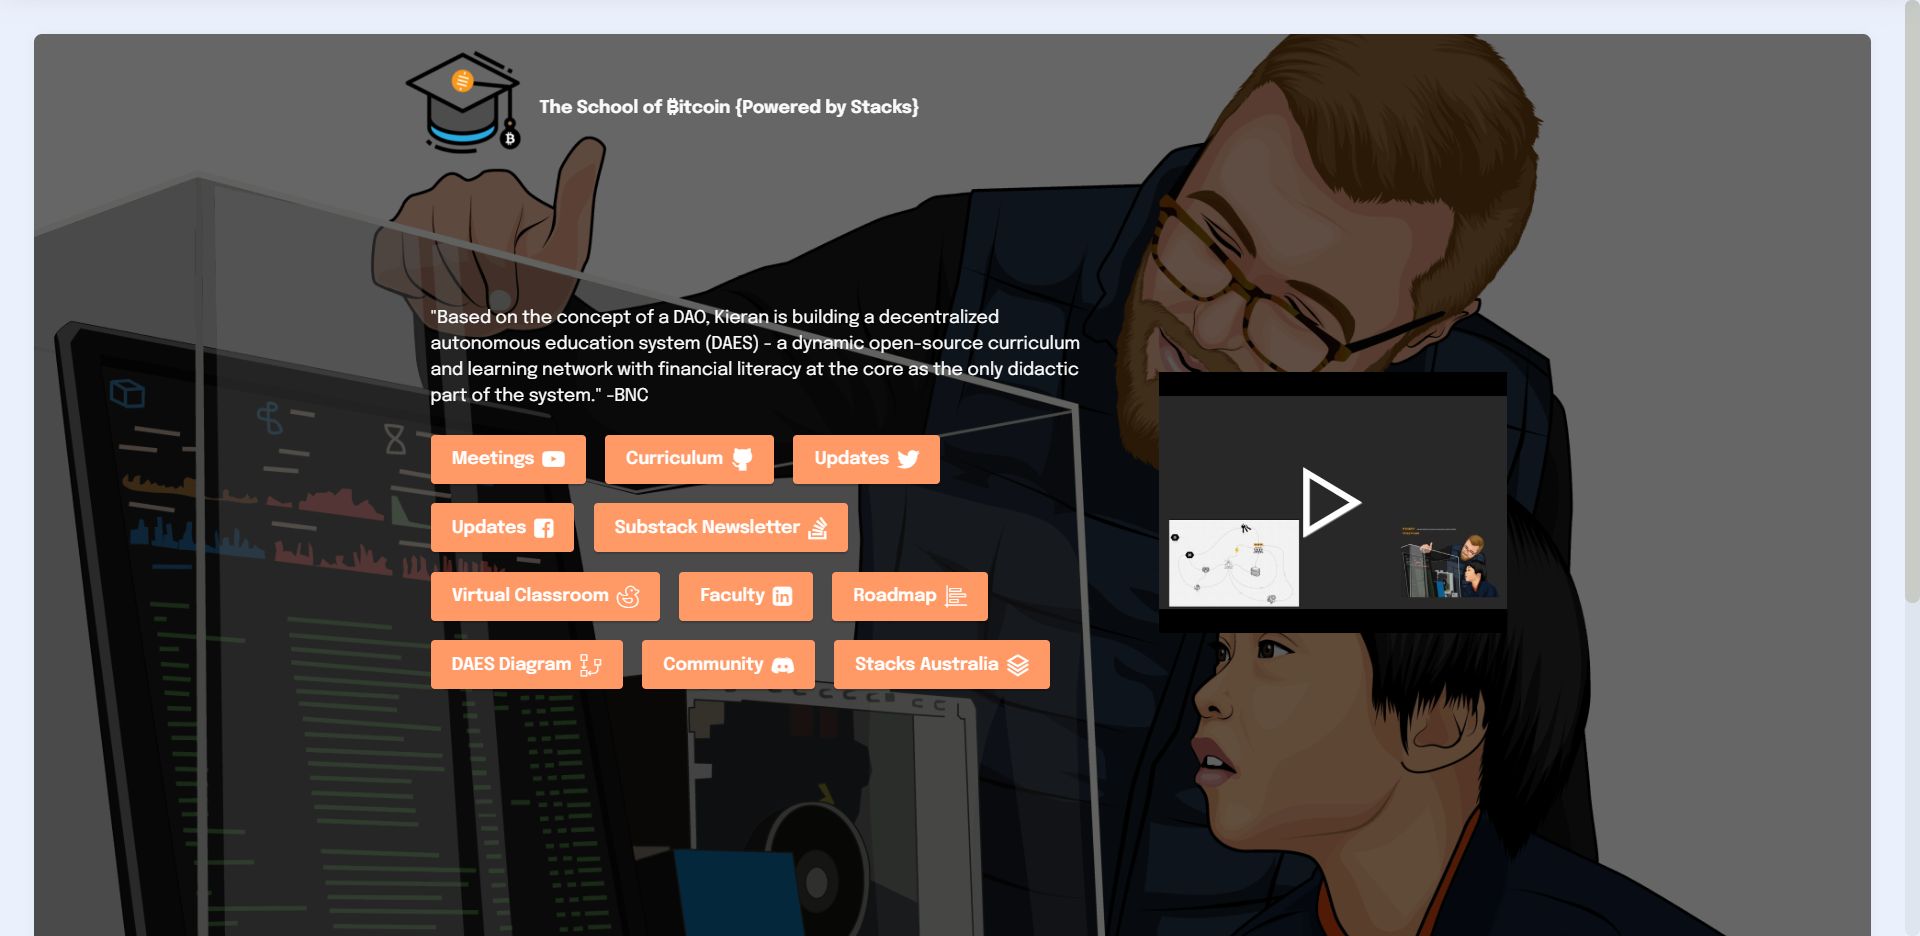 The School of ₿itcoin {Powered by Stacks}
"Based on the concept of a DAO, Kieran is building a decentralized
autonomous education system (DAES) - a dynamic open-source curriculum
and learning network with financial literacy at the core as the only didactic
part of the system." -BNC
Meetings
Curriculum
Updates
Updates
Substack Newsletter
Virtual Classroom
Faculty
Roadmap
DAES Diagram
Community
Stacks Australia